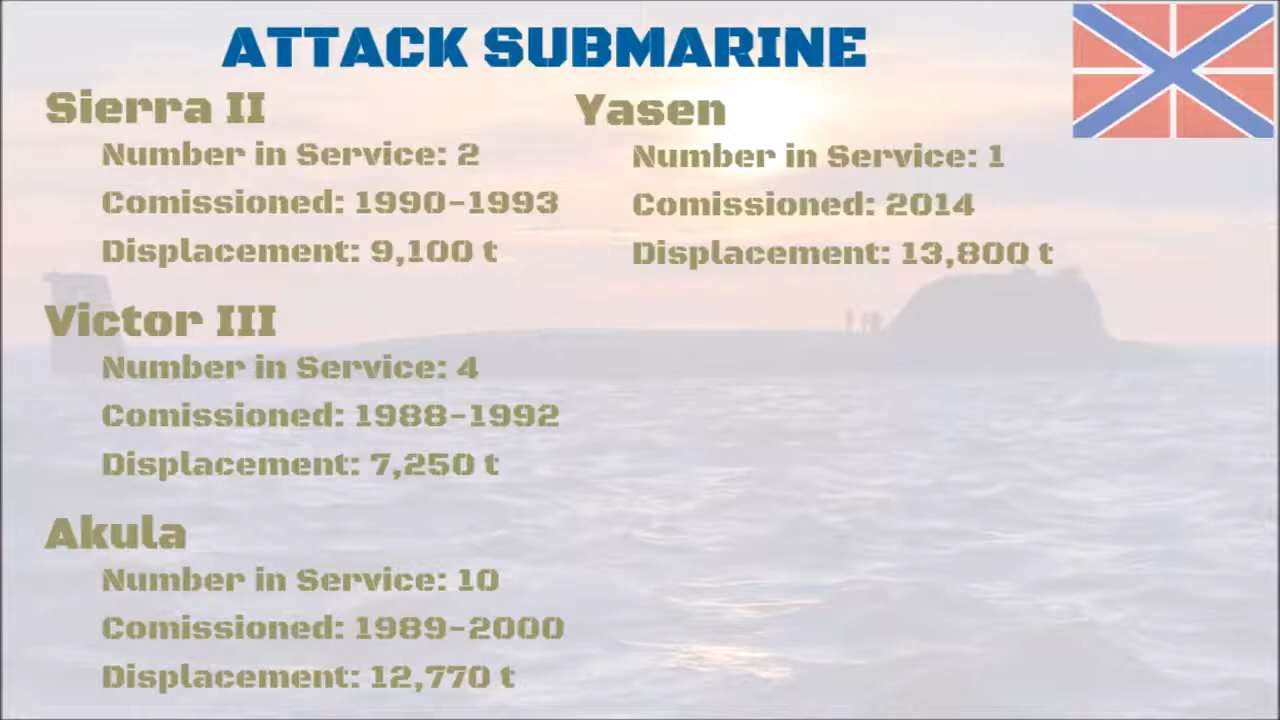 ATTACK SUBMARINE
Sierra II
Number in Service: 2
Comissioned: 1990-1993
Displacement: 9,100 t
Victor III
Number in Service: 4
Comissioned: 1988-1992
Displacement: 7,250 t
Akula
Number in Service: 10
Comissioned: 1989-2000
Displacement: 12,770 t
Yasen
Number in Service: 1
Comissioned: 2014
Displacement: 13,800 t